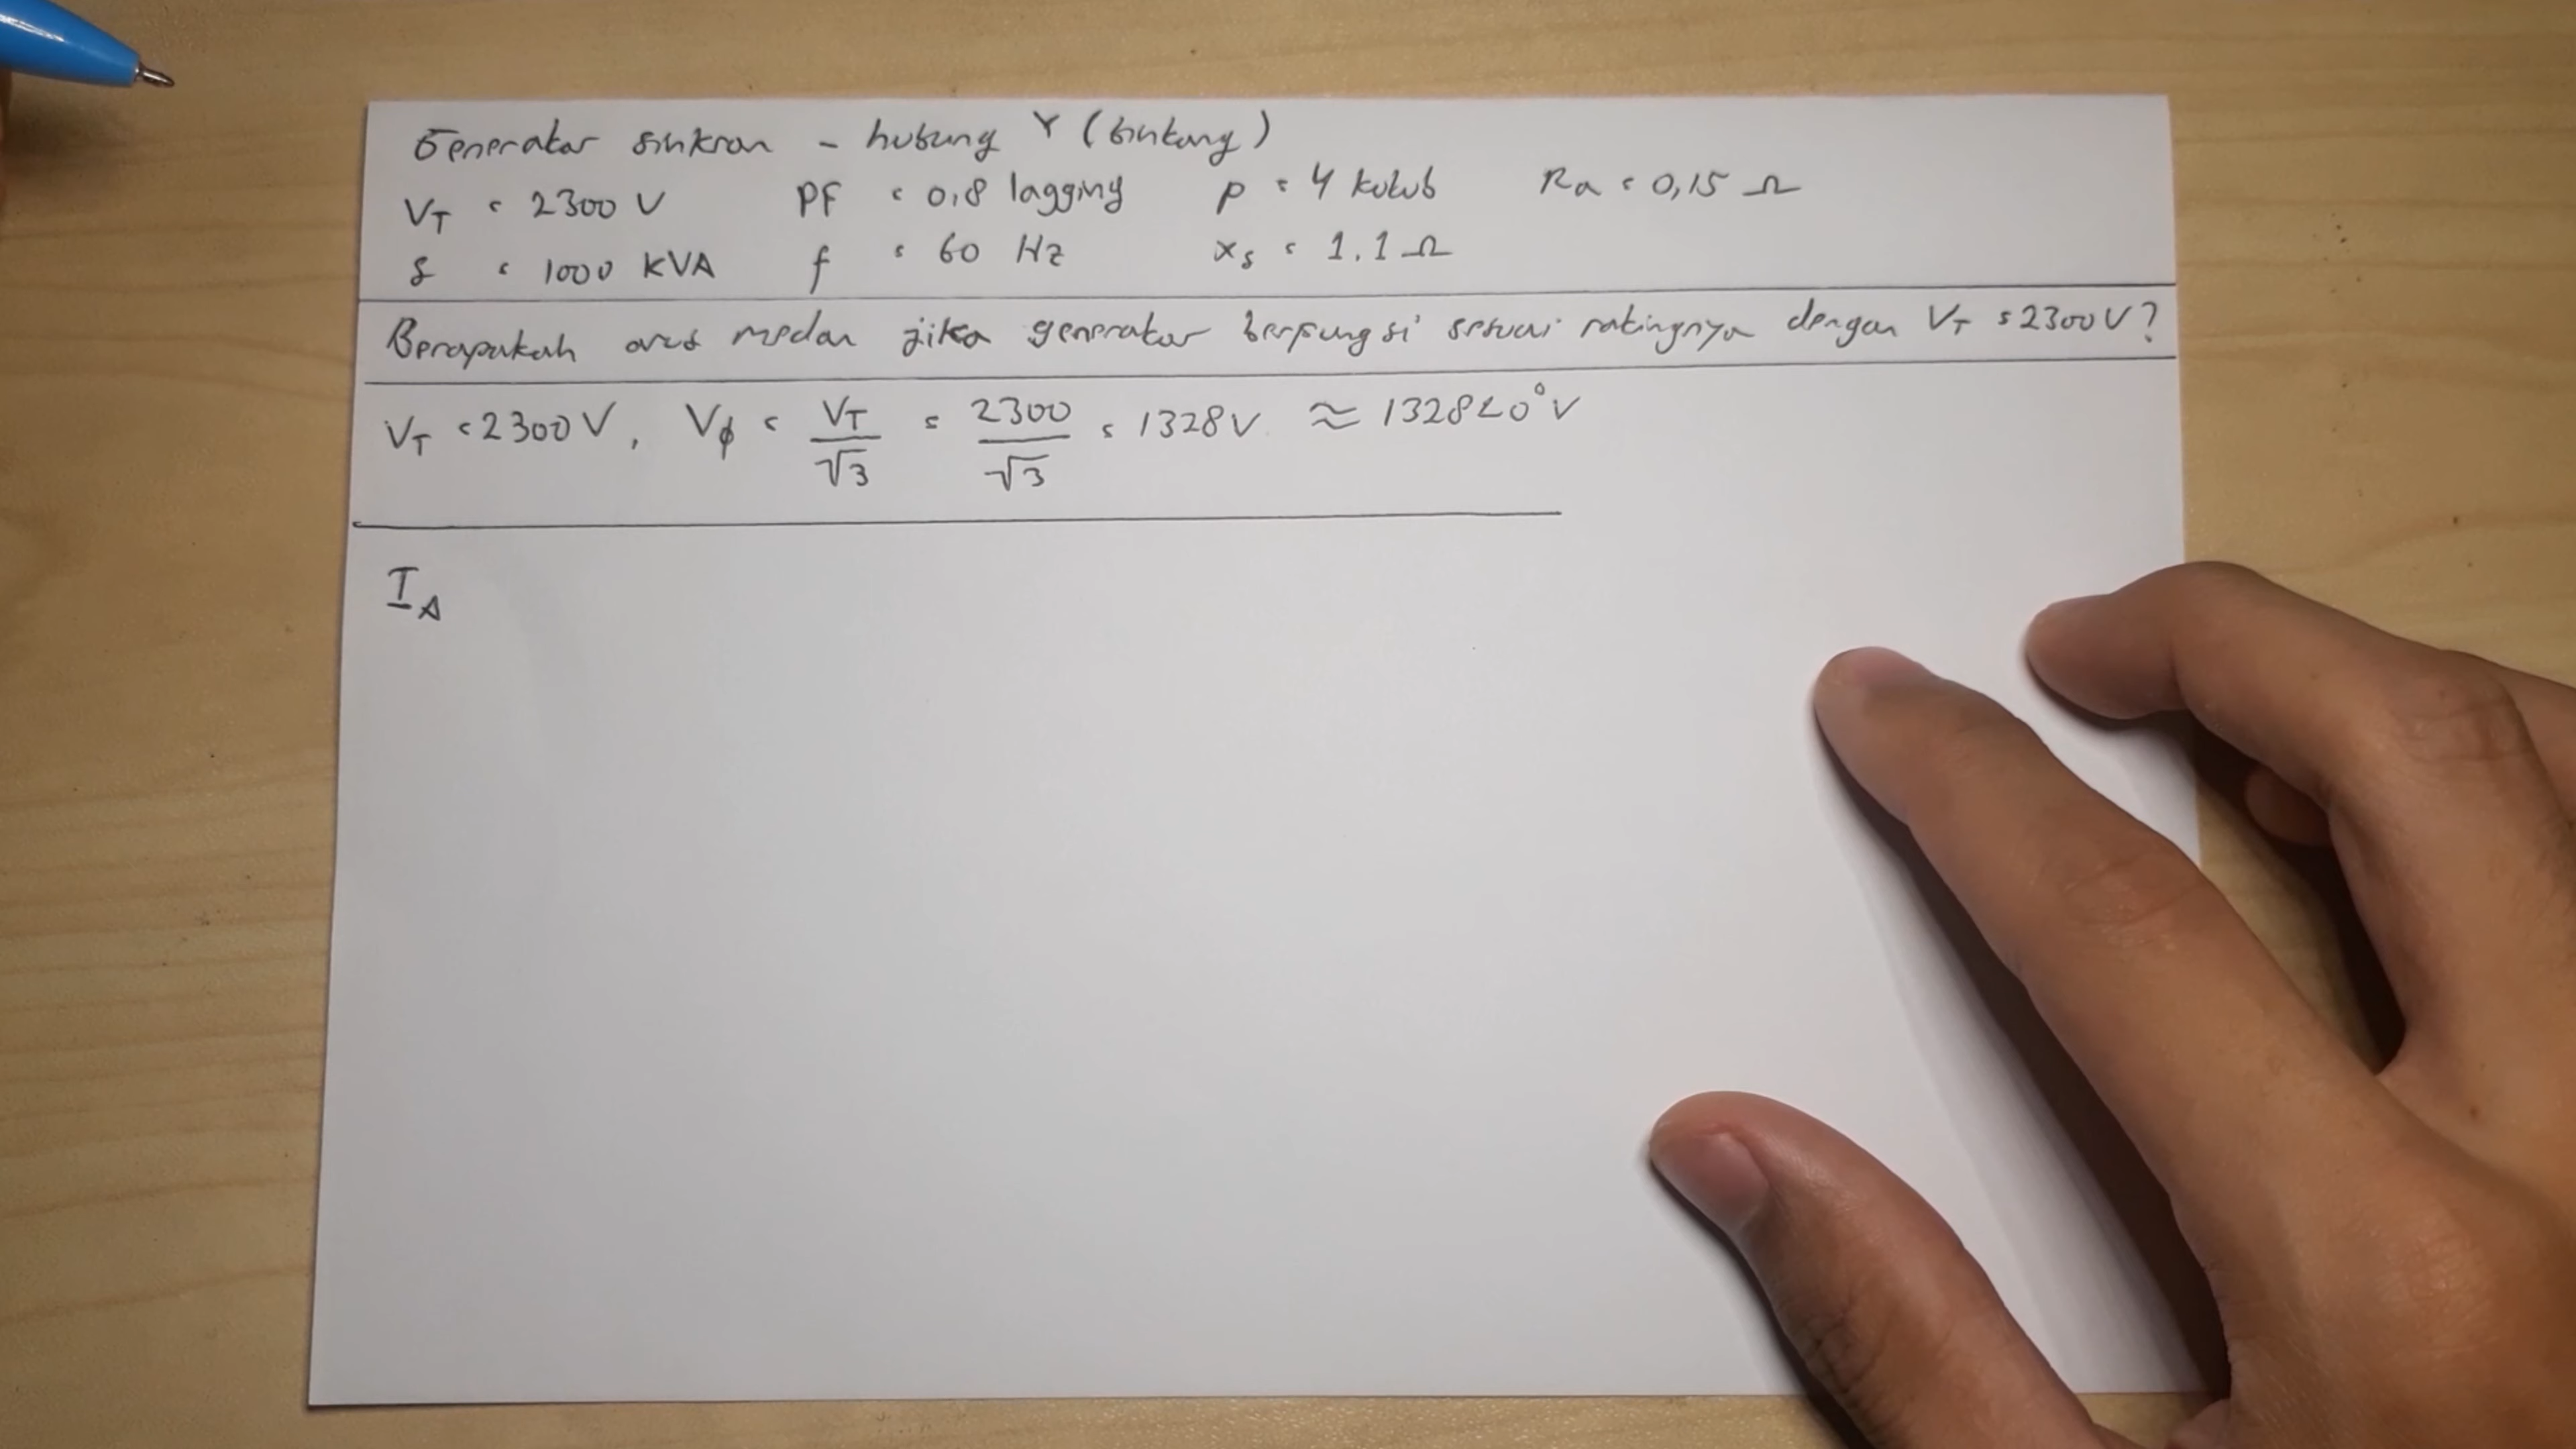 Generator sinkron - hubung Y (bintang)
VT = 2300 V PF = 0,8 lagging P = 4 kutub Ra = 0,15 Ω
S = 1000 KVA f = 60 Hz xs = 1.1 Ω
Berapakah arus medan jika generator berfungsi sesuai ratingnya dengan VT = 2300 V?
VT = 2300 V, Vϕ = VT/√3 = 2300/√3 = 1328 V ≈ 1328∠0° V
IA